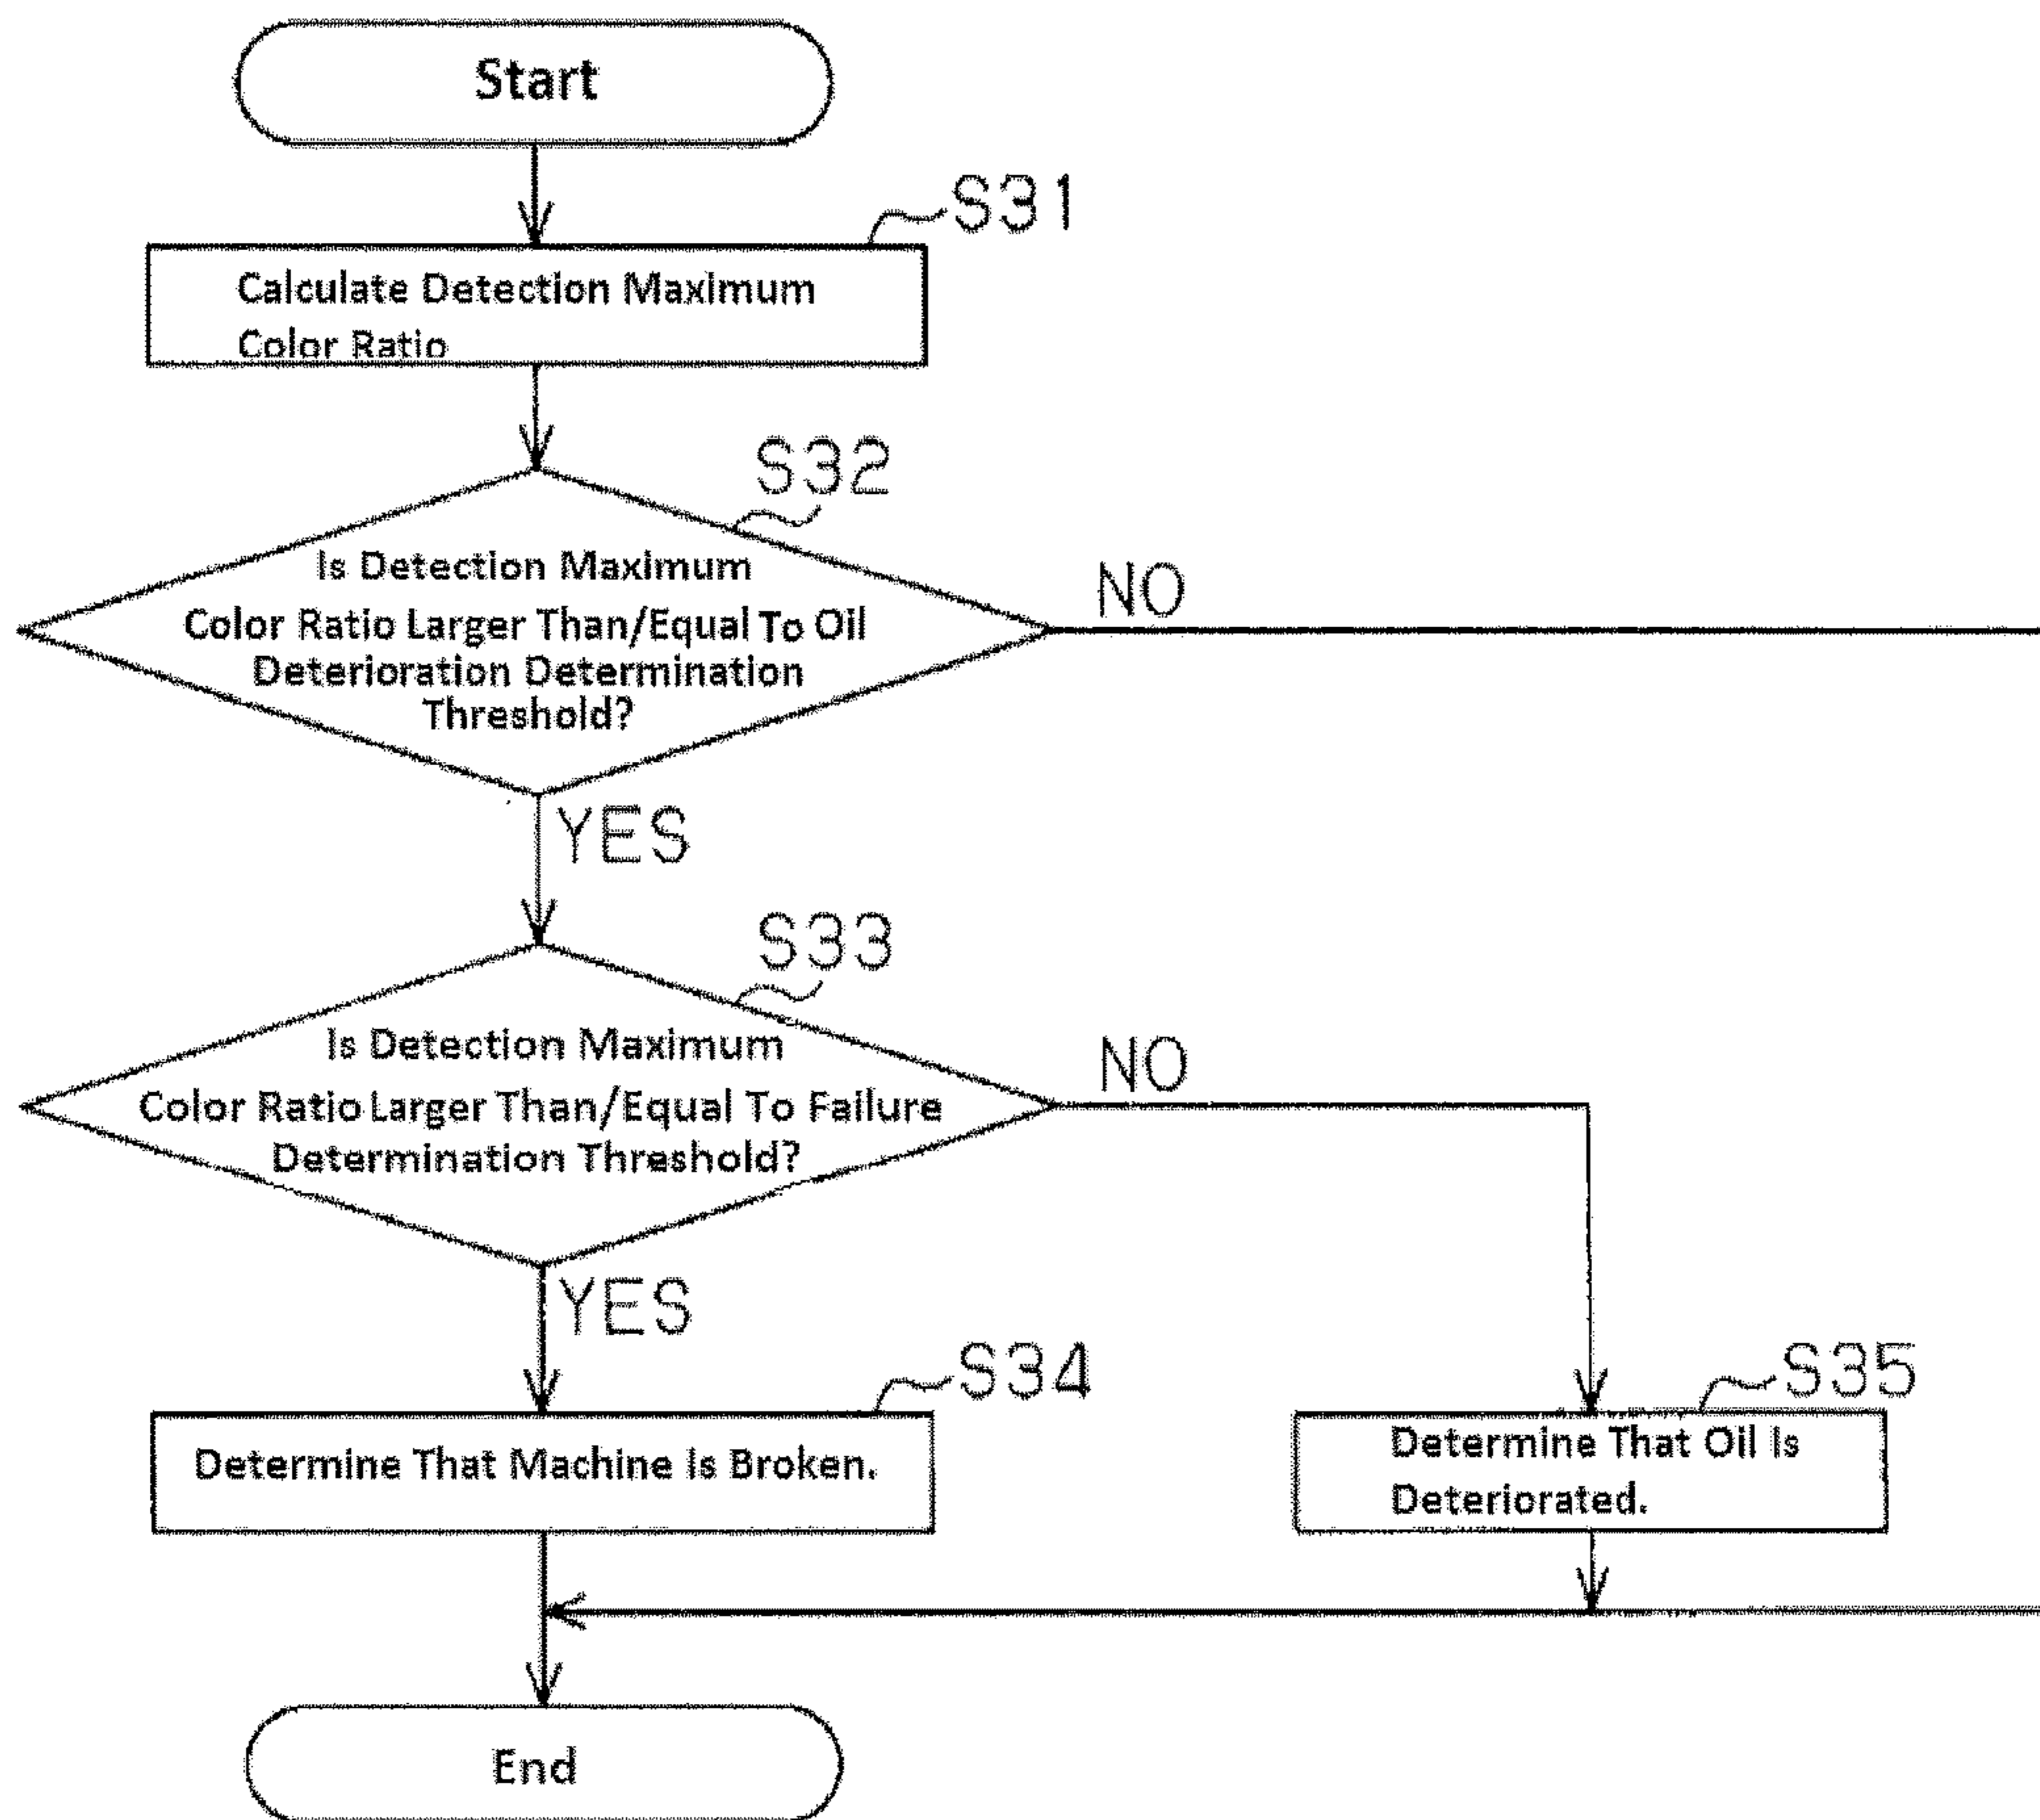 Start
S31
Calculate Detection Maximum
Color Ratio
S32
Is Detection Maximum
Color Ratio Larger Than/Equal To Oil
Deterioration Determination
Threshold?
NO
YES
S33
Is Detection Maximum
Color Ratio Larger Than/Equal To Failure
Determination Threshold?
NO
YES
S34
Determine That Machine Is Broken.
S35
Determine That Oil Is
Deteriorated.
End